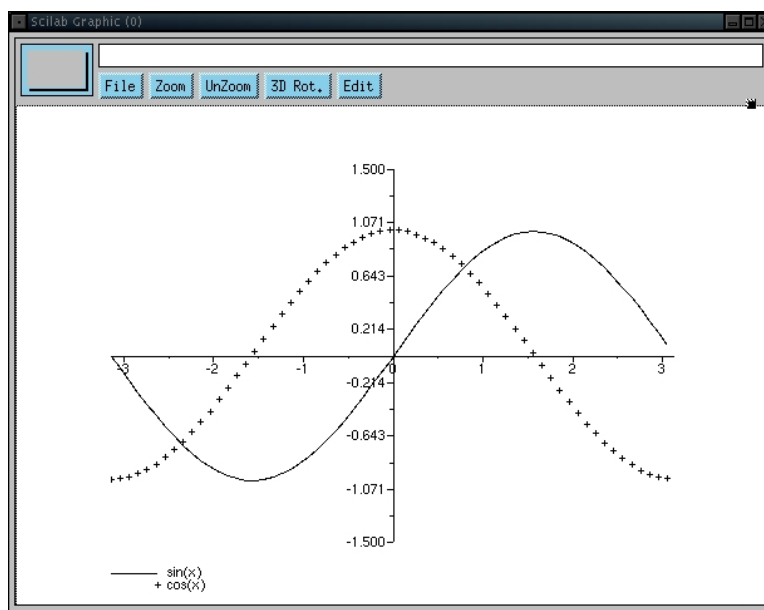 Scilab Graphic (0)
File Zoom UnZoom 3D Rot. Edit
1.500
1.071
0.643
0.214
-3 -2 -1 0 1 2 3
-0.214
-0.643
-1.071
-1.500
sin(x)
cos(x)